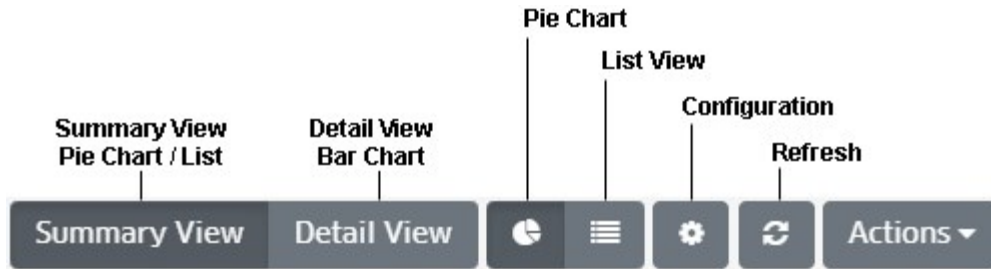 Pie Chart
List View
Configuration
Summary View
Pie Chart / List
Detail View
Bar Chart
Refresh
Summary View
Detail View
Actions